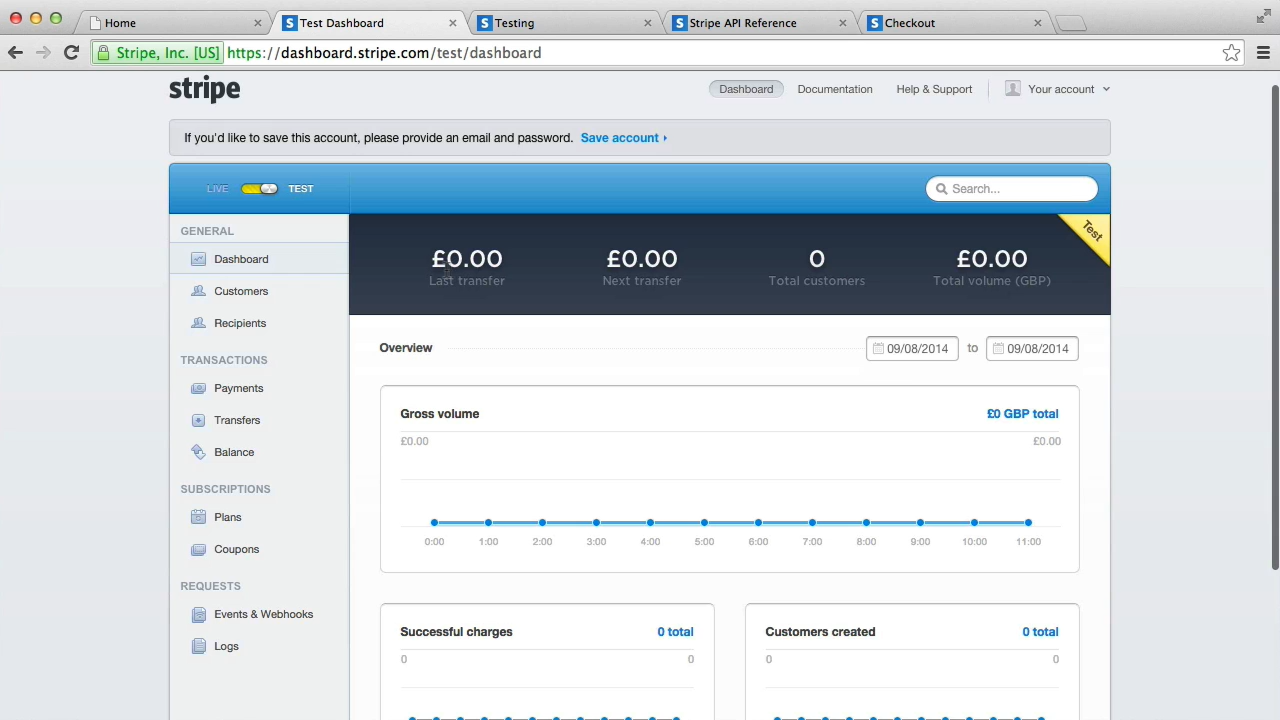 Home
Test Dashboard
Testing
Stripe API Reference
Checkout
Stripe, Inc. [US]
https://dashboard.stripe.com/test/dashboard
stripe
Dashboard
Documentation
Help & Support
Your account
If you'd like to save this account, please provide an email and password. Save account
LIVE
TEST
Search...
GENERAL
Dashboard
Customers
Recipients
TRANSACTIONS
Payments
Transfers
Balance
SUBSCRIPTIONS
Plans
Coupons
REQUESTS
Events & Webhooks
Logs
£0.00
Last transfer
£0.00
Next transfer
0
Total customers
£0.00
Total volume (GBP)
Test
Overview
09/08/2014 to 09/08/2014
Gross volume
£0 GBP total
£0.00
£0.00
0:00 1:00 2:00 3:00 4:00 5:00 6:00 7:00 8:00 9:00 10:00 11:00
Successful charges
0 total
0
0
Customers created
0 total
0
0